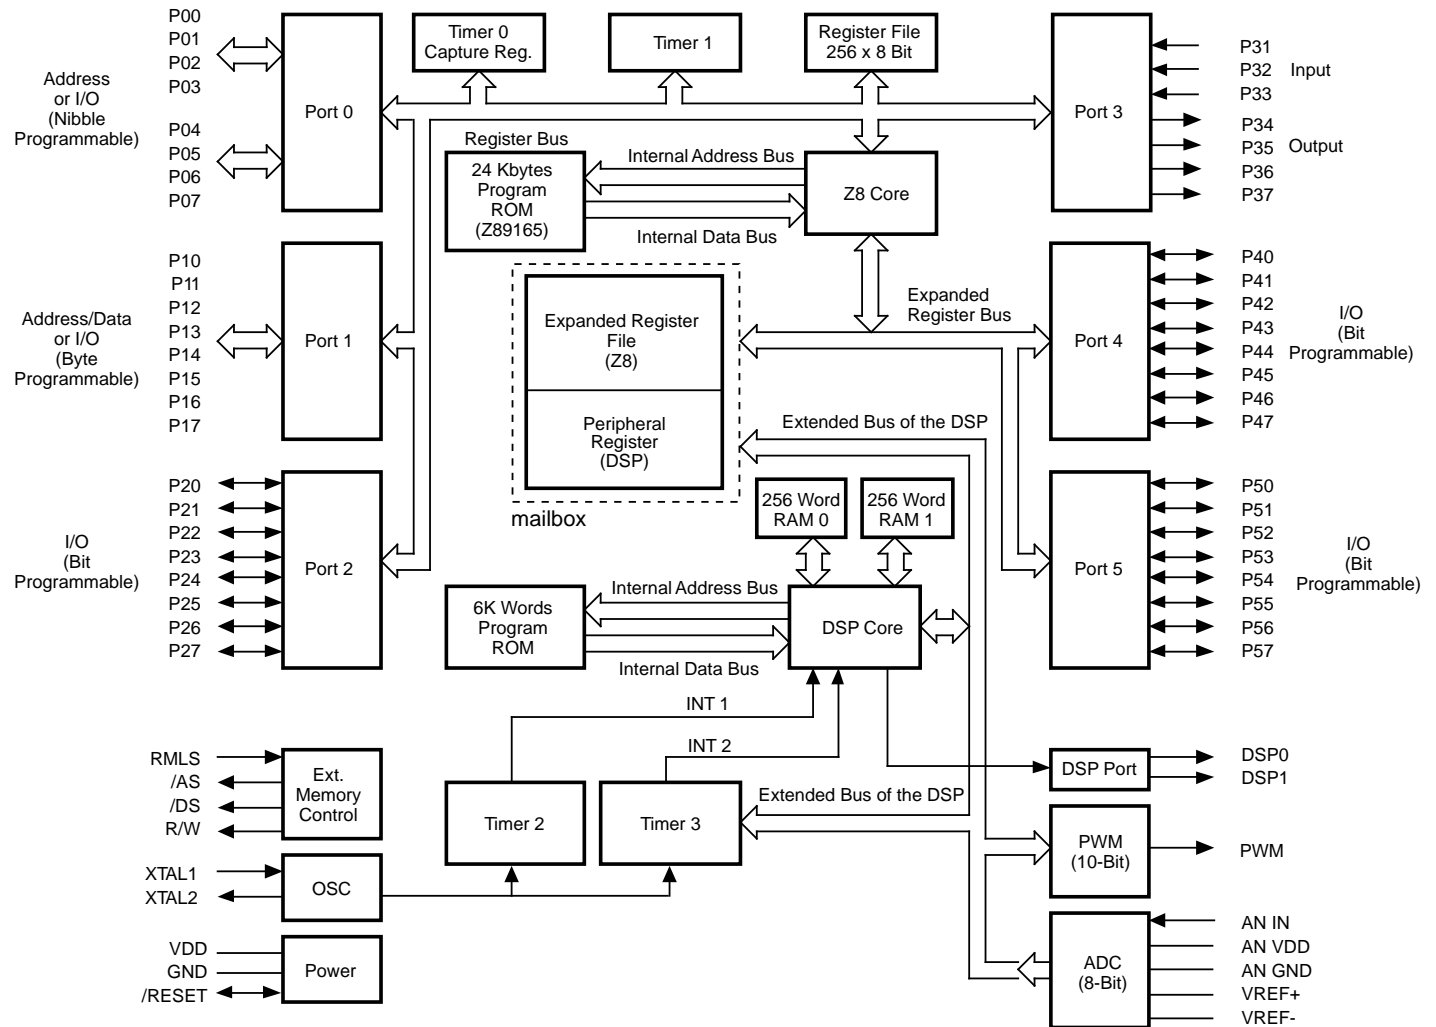 P00
P01
P02
P03
Address
or I/O
(Nibble
Programmable)
P04
P05
P06
P07
Port 0
Timer 0
Capture Reg.
Timer 1
Register File
256 x 8 Bit
Port 3
P31
P32
P33
Input
P34
P35
P36
P37
Output
Register Bus
24 Kbytes
Program
ROM
(Z89165)
Internal Address Bus
Internal Data Bus
Z8 Core
P10
P11
P12
P13
P14
P15
P16
P17
Address/Data
or I/O
(Byte
Programmable)
Port 1
Expanded Register
File
(Z8)
Peripheral
Register
(DSP)
mailbox
Expanded
Register Bus
Extended Bus of the DSP
Port 4
P40
P41
P42
P43
P44
P45
P46
P47
I/O
(Bit
Programmable)
P20
P21
P22
P23
P24
P25
P26
P27
I/O
(Bit
Programmable)
Port 2
256 Word
RAM 0
256 Word
RAM 1
6K Words
Program
ROM
Internal Address Bus
Internal Data Bus
DSP Core
Port 5
P50
P51
P52
P53
P54
P55
P56
P57
I/O
(Bit
Programmable)
INT 1
INT 2
RMLS
/AS
/DS
R/W
Ext.
Memory
Control
Timer 2
Timer 3
Extended Bus of the DSP
DSP Port
DSP0
DSP1
PWM
(10-Bit)
PWM
XTAL1
XTAL2
OSC
VDD
GND
/RESET
Power
ADC
(8-Bit)
AN IN
AN VDD
AN GND
VREF+
VREF-